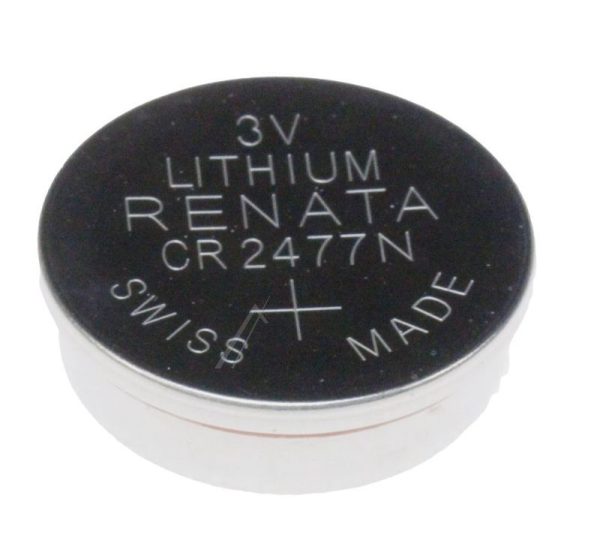 3V
LITHIUM
RENATA
CR 2477N
+
SWISS MADE